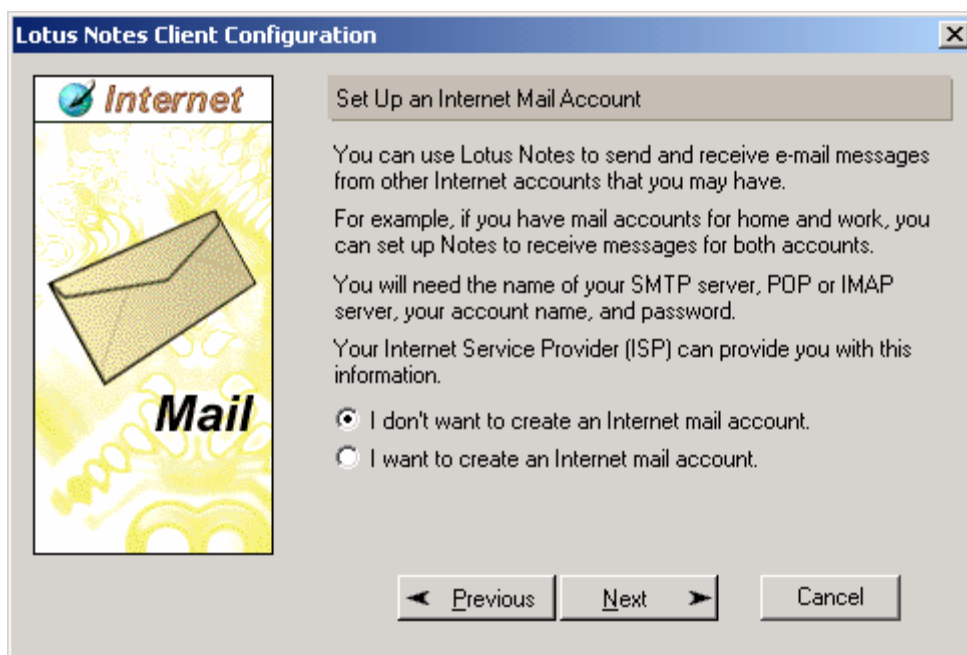 Lotus Notes Client Configuration
Internet
Mail
Set Up an Internet Mail Account
You can use Lotus Notes to send and receive e-mail messages
from other Internet accounts that you may have.
For example, if you have mail accounts for home and work, you
can set up Notes to receive messages for both accounts.
You will need the name of your SMTP server, POP or IMAP
server, your account name, and password.
Your Internet Service Provider (ISP) can provide you with this
information.
I don't want to create an Internet mail account.
I want to create an Internet mail account.
Previous
Next
Cancel